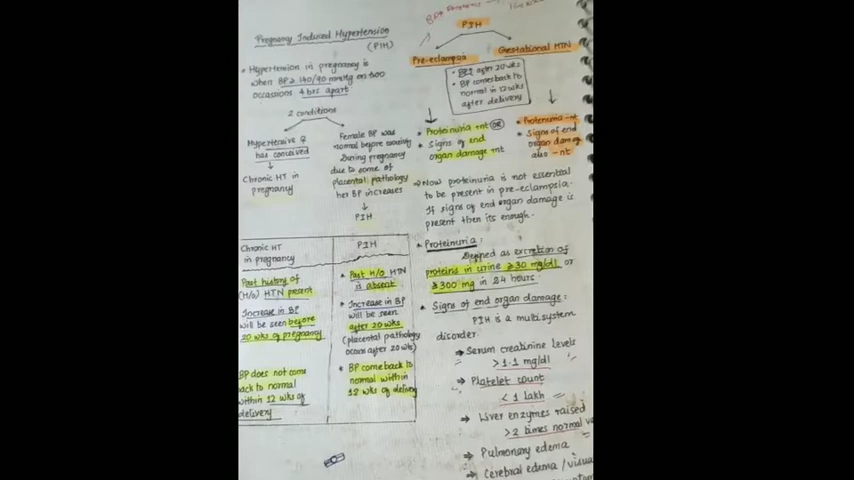 Pregnancy Induced Hypertension
(PIH)
• Hypertension in pregnancy is
when BP ≥ 140/90 mmHg on two
occassions 4 hrs apart
2 conditions
Hypertensive ♀
has conceived
↓
Chronic HT in
pregnancy
Female BP was
normal before
During pregnancy
due to some of
placental pathology
her BP increases
↓
PIH
Chronic HT
in pregnancy
Past history of
(H/o) HTN present
Increase in BP
will be seen before
20 wks of pregnancy
BP does not come
back to normal
within 12 wks of
delivery
PIH
• Past H/o HTN
is absent
• Increase in BP
will be seen
after 20 wks
(placental pathology
occurs after 20 wks)
• BP come back to
normal within
12 wks of delivery
PIH
Pre-eclampsia
Gestational HTN
• BP↑ after 20 wks
• BP comes back to
normal in 12 wks
after delivery
• Proteinuria +nt OR
• Signs of end
organ damage +nt
• Proteinuria -nt
• Signs of end
organ damage
also -nt
→ Now proteinuria is not essential
to be present in pre-eclampsia.
If signs of end organ damage is
present then its enough.
• Proteinuria:
Defined as excretion of
proteins in urine ≥30 mg/dl or
≥300 mg in 24 hours
• Signs of end organ damage:
PIH is a multisystem
disorder.
→ Serum creatinine levels
>1.1 mg/dl
→ Platelet count
< 1 lakh
→ Liver enzymes raised
>2 times normal
→ Pulmonary edema
→ Cerebral edema /